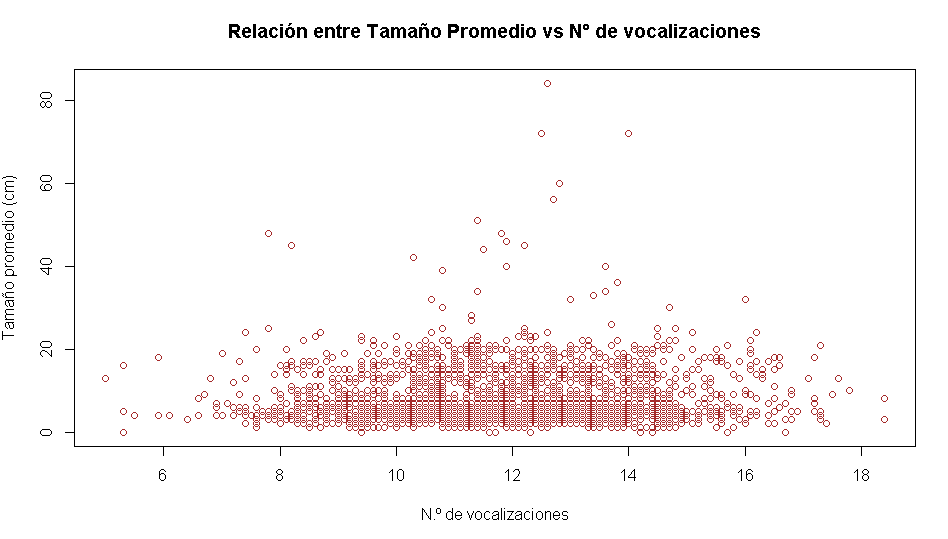 Relación entre Tamaño Promedio vs Nº de vocalizaciones
80
60
40
20
0
Tamaño promedio (cm)
6 8 10 12 14 16 18
N.º de vocalizaciones